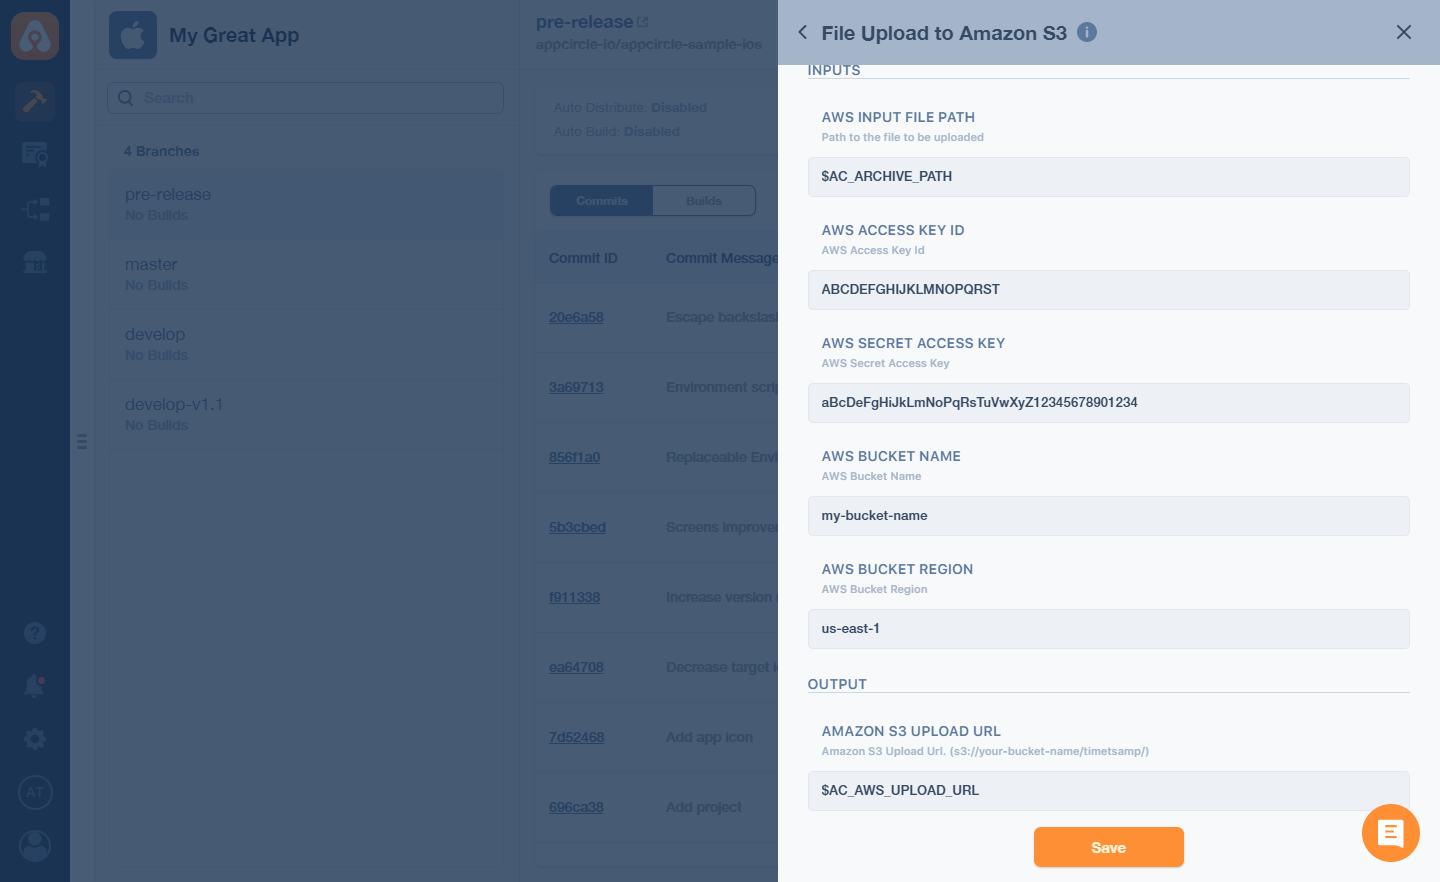 My Great App
Search
4 Branches
pre-release
No Builds
master
No Builds
develop
No Builds
develop-v1.1
No Builds
AT
pre-release
appcircle-io/appcircle-sample-ios
Auto Distribute: Disabled
Auto Build: Disabled
Commits Builds
Commit ID Commit Message
20e6a58 Escape backslas
3a69713 Environment scrip
856f1a0 Replaceable Envi
5b3cbed Screens improve
f911338 Increase version
ea64708 Decrease target
7d52468 Add app icon
696ca38 Add project
File Upload to Amazon S3
INPUTS
AWS INPUT FILE PATH
Path to the file to be uploaded
$AC_ARCHIVE_PATH
AWS ACCESS KEY ID
AWS Access Key Id
ABCDEFGHIJKLMNOPQRST
AWS SECRET ACCESS KEY
AWS Secret Access Key
aBcDeFgHiJkLmNoPqRsTuVwXyZ12345678901234
AWS BUCKET NAME
AWS Bucket Name
my-bucket-name
AWS BUCKET REGION
AWS Bucket Region
us-east-1
OUTPUT
AMAZON S3 UPLOAD URL
Amazon S3 Upload Url. (s3://your-bucket-name/timetsamp/)
$AC_AWS_UPLOAD_URL
Save